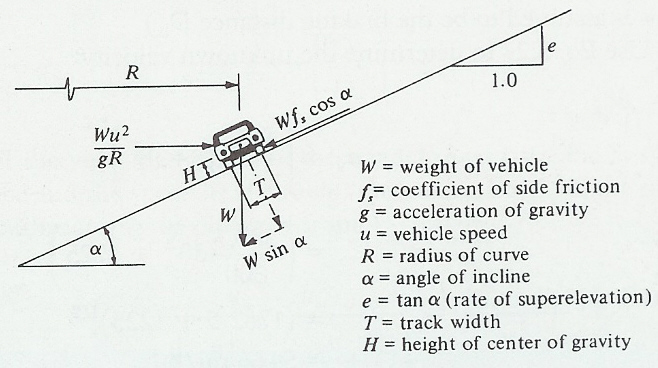 R
e
1.0
Wfₛ cos α
Wu²
gR
H
T
W
W sin α
α
W = weight of vehicle
fₛ= coefficient of side friction
g = acceleration of gravity
u = vehicle speed
R = radius of curve
α = angle of incline
e = tan α (rate of superelevation)
T = track width
H = height of center of gravity